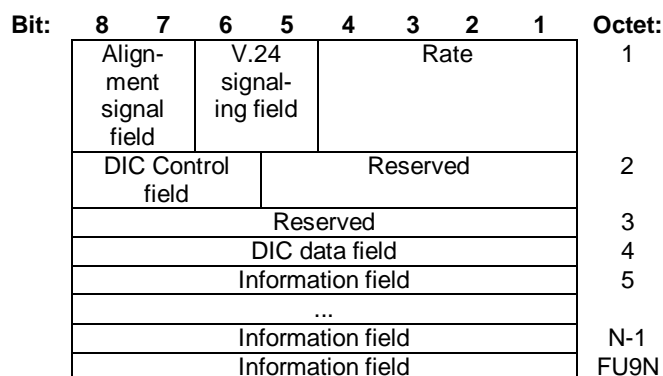 Bit: 8 7 6 5 4 3 2 1 Octet:
Align- V.24 Rate 1
ment signal-
signal ing field
field
DIC Control Reserved 2
field
Reserved 3
DIC data field 4
Information field 5
...
Information field N-1
Information field FU9N